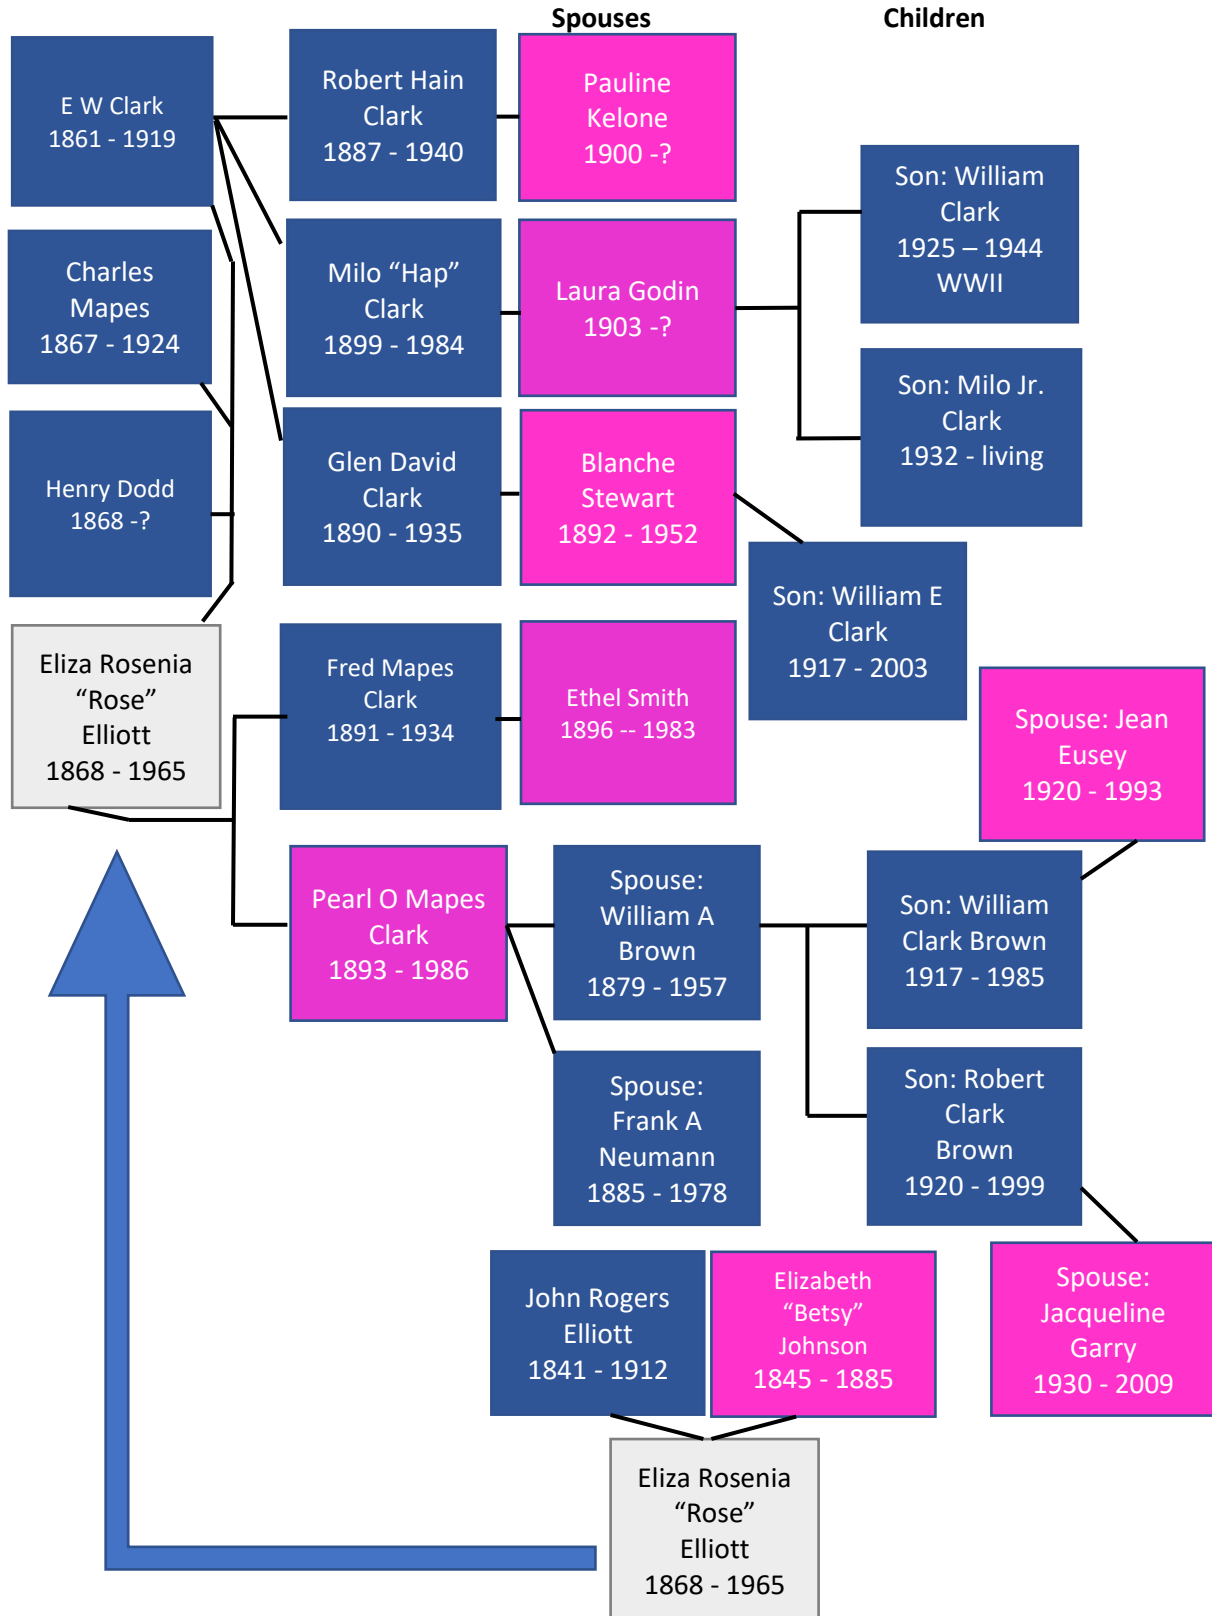 Spouses
Children
E W Clark
1861 - 1919
Robert Hain
Clark
1887 - 1940
Pauline
Kelone
1900 -?
Son: William
Clark
1925 – 1944
WWII
Charles
Mapes
1867 - 1924
Milo “Hap”
Clark
1899 - 1984
Laura Godin
1903 -?
Son: Milo Jr.
Clark
1932 - living
Henry Dodd
1868 -?
Glen David
Clark
1890 - 1935
Blanche
Stewart
1892 - 1952
Son: William E
Clark
1917 - 2003
Eliza Rosenia
“Rose”
Elliott
1868 - 1965
Fred Mapes
Clark
1891 - 1934
Ethel Smith
1896 -- 1983
Spouse: Jean
Eusey
1920 - 1993
Pearl O Mapes
Clark
1893 - 1986
Spouse:
William A
Brown
1879 - 1957
Son: William
Clark Brown
1917 - 1985
Spouse:
Frank A
Neumann
1885 - 1978
Son: Robert
Clark
Brown
1920 - 1999
John Rogers
Elliott
1841 - 1912
Elizabeth
“Betsy”
Johnson
1845 - 1885
Spouse:
Jacqueline
Garry
1930 - 2009
Eliza Rosenia
“Rose”
Elliott
1868 - 1965